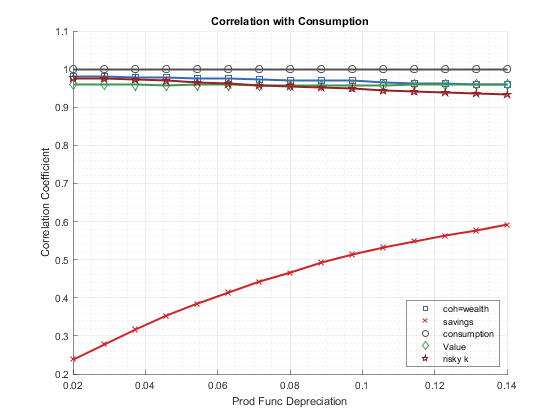 Correlation with Consumption
Correlation Coefficient
1.1
1
0.9
0.8
0.7
0.6
0.5
0.4
0.3
0.2
0.02
0.04
0.06
0.08
0.1
0.12
0.14
Prod Func Depreciation
coh=wealth
savings
consumption
Value
risky k